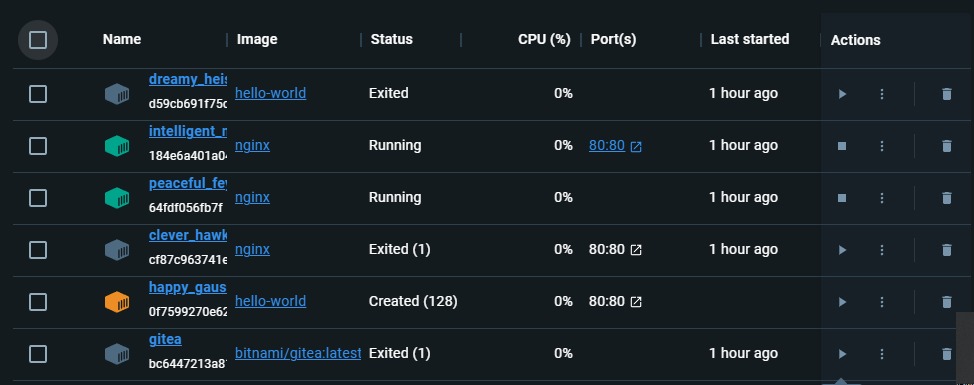 Name Image Status CPU (%) Port(s) Last started Actions
dreamy_heis
hello-world Exited 0% 1 hour ago
d59cb691f75c
intelligent_n
nginx Running 0% 80:80 1 hour ago
184e6a401a04
peaceful_fey
nginx Running 0% 1 hour ago
64fdf056fb7f
clever_hawk
nginx Exited (1) 0% 80:80 1 hour ago
cf87c963741e
happy_gaus
hello-world Created (128) 0% 80:80
0f7599270e62
gitea
bitnami/gitea:latest Exited (1) 0% 1 hour ago
bc6447213a8